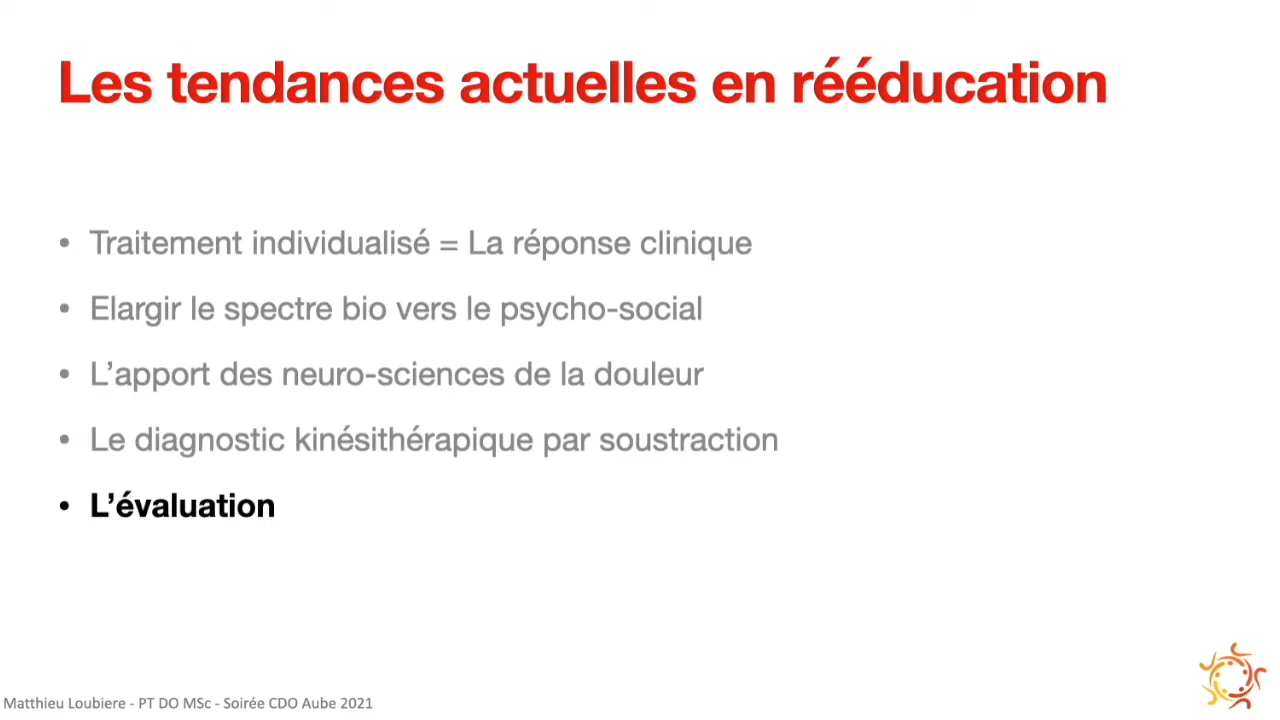 Les tendances actuelles en rééducation
• Traitement individualisé = La réponse clinique
• Elargir le spectre bio vers le psycho-social
• L’apport des neuro-sciences de la douleur
• Le diagnostic kinésithérapique par soustraction
• L’évaluation
Matthieu Loubiere - PT DO MSc - Soirée CDO Aube 2021